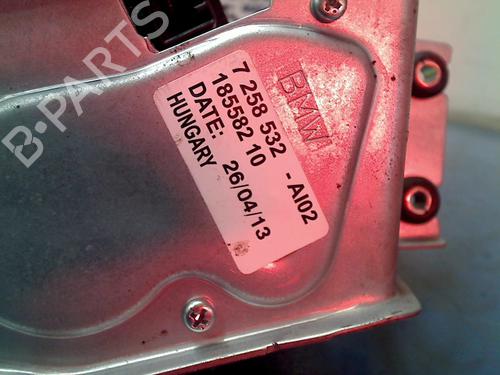 B-PARTS
BMW
7 258 532 - AI02
185582 10
DATE: 26/04/13
HUNGARY